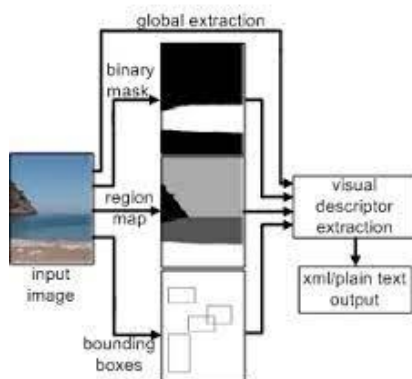 global extraction
binary
mask
region
map
input
image
bounding
boxes
visual
descriptor
extraction
xml/plain text
output